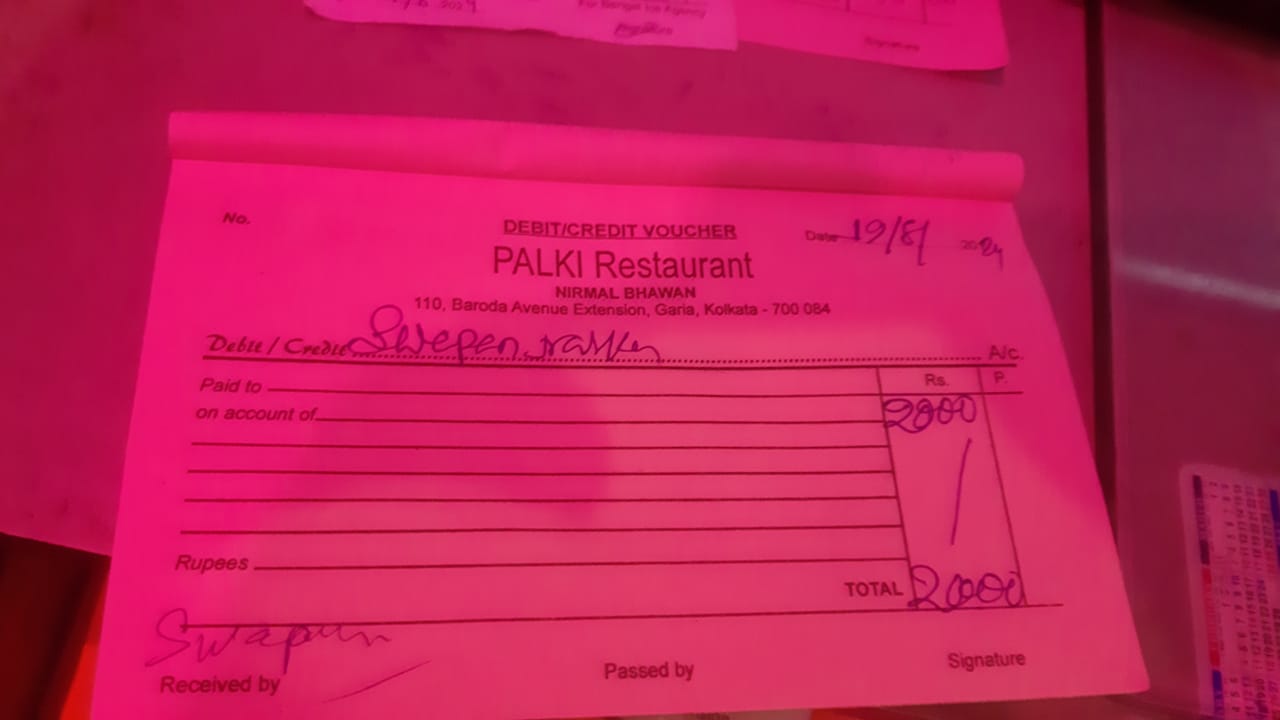 For Bengal Ice Agency
Signature
No.
DEBIT/CREDIT VOUCHER
Date 19/8/ 2024
PALKI Restaurant
NIRMAL BHAWAN
110, Baroda Avenue Extension, Garia, Kolkata - 700 084
Debit / Credit Swepen A/c.
Paid to Rs. P.
on account of 2000
Rupees
TOTAL 2000
Swapun
Received by Passed by Signature